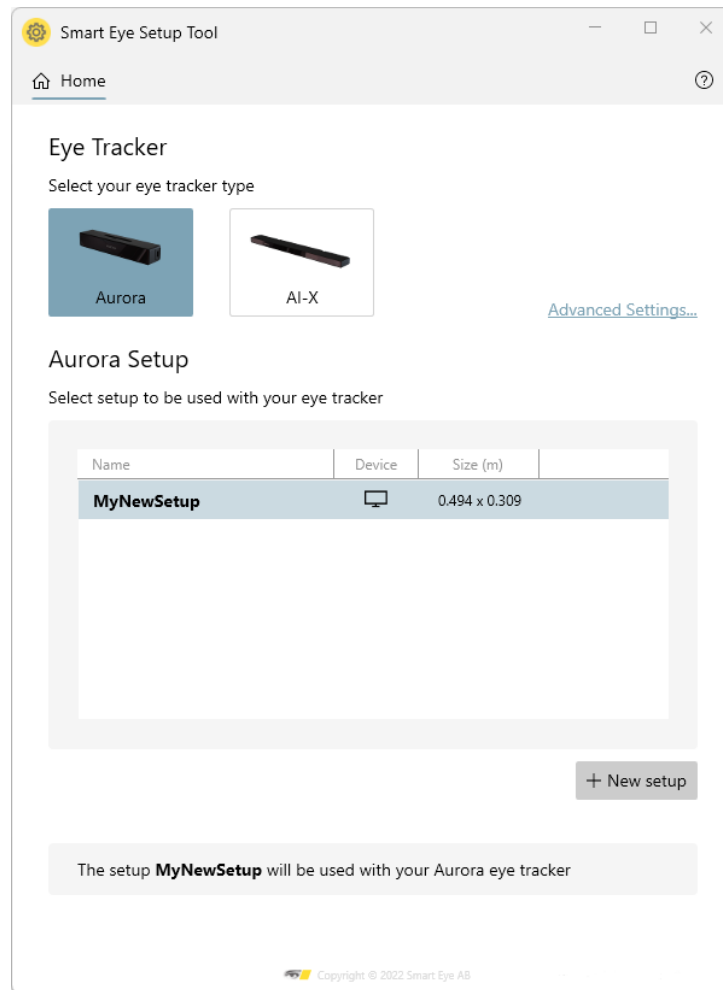 Smart Eye Setup Tool
Home
Eye Tracker
Select your eye tracker type
Aurora
AI-X
Advanced Settings...
Aurora Setup
Select setup to be used with your eye tracker
Name Device Size (m)
MyNewSetup 0.494 x 0.309
+ New setup
The setup MyNewSetup will be used with your Aurora eye tracker
Copyright © 2022 Smart Eye AB